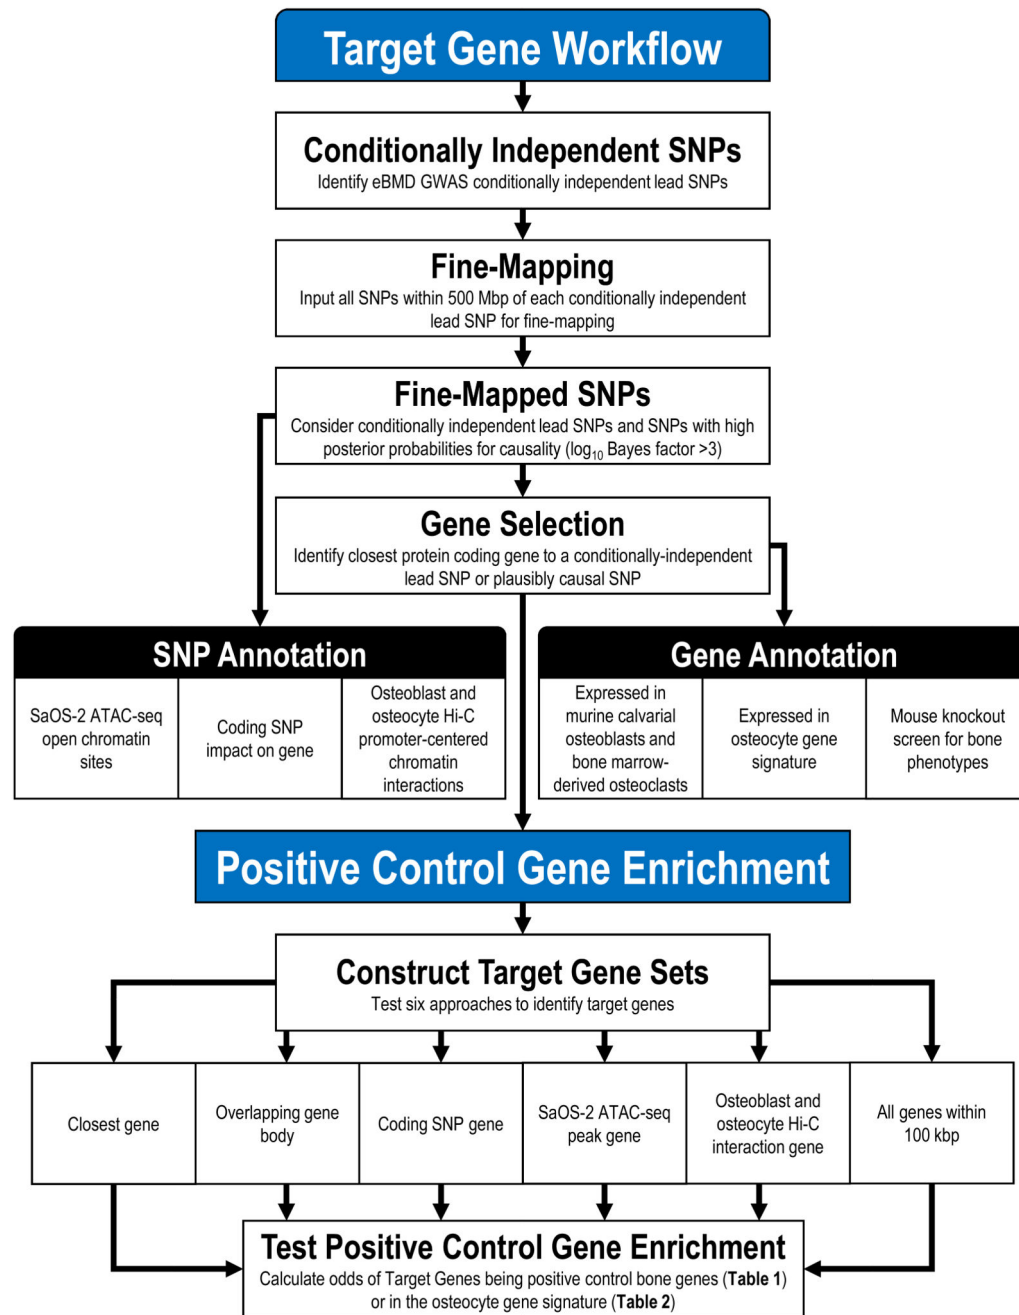 Target Gene Workflow
Conditionally Independent SNPs
Identify eBMD GWAS conditionally independent lead SNPs
Fine-Mapping
Input all SNPs within 500 Mbp of each conditionally independent
lead SNP for fine-mapping
Fine-Mapped SNPs
Consider conditionally independent lead SNPs and SNPs with high
posterior probabilities for causality (log₁₀ Bayes factor >3)
Gene Selection
Identify closest protein coding gene to a conditionally-independent
lead SNP or plausibly causal SNP
SNP Annotation
SaOS-2 ATAC-seq
open chromatin
sites
Coding SNP
impact on gene
Osteoblast and
osteocyte Hi-C
promoter-centered
chromatin
interactions
Gene Annotation
Expressed in
murine calvarial
osteoblasts and
bone marrow-
derived osteoclasts
Expressed in
osteocyte gene
signature
Mouse knockout
screen for bone
phenotypes
Positive Control Gene Enrichment
Construct Target Gene Sets
Test six approaches to identify target genes
Closest gene
Overlapping gene
body
Coding SNP gene
SaOS-2 ATAC-seq
peak gene
Osteoblast and
osteocyte Hi-C
interaction gene
All genes within
100 kbp
Test Positive Control Gene Enrichment
Calculate odds of Target Genes being positive control bone genes (Table 1)
or in the osteocyte gene signature (Table 2)